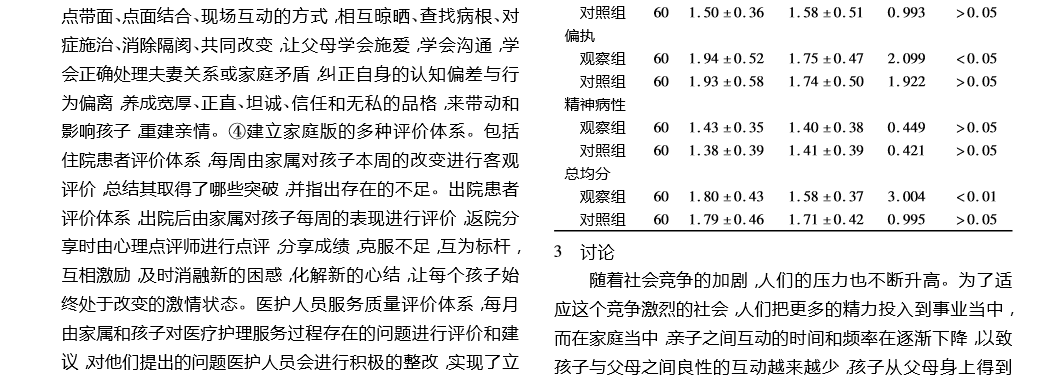 点带面、点面结合、现场互动的方式,相互晾晒、查找病根、对
症施治、消除隔阂、共同改变,让父母学会施爱,学会沟通,学
会正确处理夫妻关系或家庭矛盾,纠正自身的认知偏差与行
为偏离,养成宽厚、正直、坦诚、信任和无私的品格,来带动和
影响孩子,重建亲情。④建立家庭版的多种评价体系。包括
住院患者评价体系,每周由家属对孩子本周的改变进行客观
评价,总结其取得了哪些突破,并指出存在的不足。出院患者
评价体系,出院后由家属对孩子每周的表现进行评价,返院分
享时由心理点评师进行点评,分享成绩,克服不足,互为标杆,
互相激励,及时消融新的困惑,化解新的心结,让每个孩子始
终处于改变的激情状态。医护人员服务质量评价体系,每月
由家属和孩子对医疗护理服务过程存在的问题进行评价和建
议,对他们提出的问题医护人员会进行积极的整改,实现了立
对照组 60 1.50±0.36 1.58±0.51 0.993 >0.05
偏执
观察组 60 1.94±0.52 1.75±0.47 2.099 <0.05
对照组 60 1.93±0.58 1.74±0.50 1.922 >0.05
精神病性
观察组 60 1.43±0.35 1.40±0.38 0.449 >0.05
对照组 60 1.38±0.39 1.41±0.39 0.421 >0.05
总均分
观察组 60 1.80±0.43 1.58±0.37 3.004 <0.01
对照组 60 1.79±0.46 1.71±0.42 0.995 >0.05
3 讨论
随着社会竞争的加剧,人们的压力也不断升高。为了适
应这个竞争激烈的社会,人们把更多的精力投入到事业当中,
而在家庭当中,亲子之间互动的时间和频率在逐渐下降,以致
孩子与父母之间良性的互动越来越少,孩子从父母身上得到